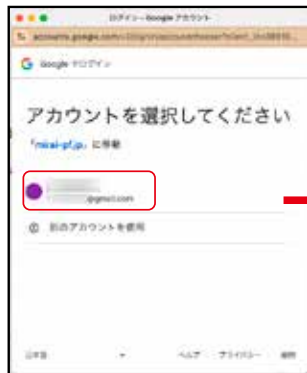 ログイン - Google アカウント
Google でログイン
アカウントを選択してください
「mirai-pf.jp」に移動
@gmail.com
別のアカウントを使用
日本語
ヘルプ プライバシー 規約